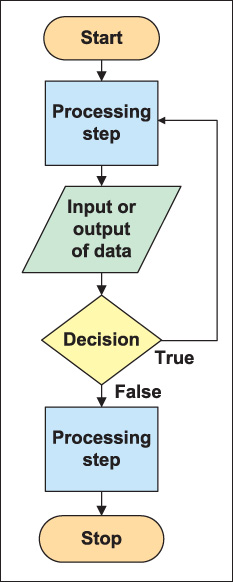 Start
Processing
step
Input or
output
of data
Decision
True
False
Processing
step
Stop